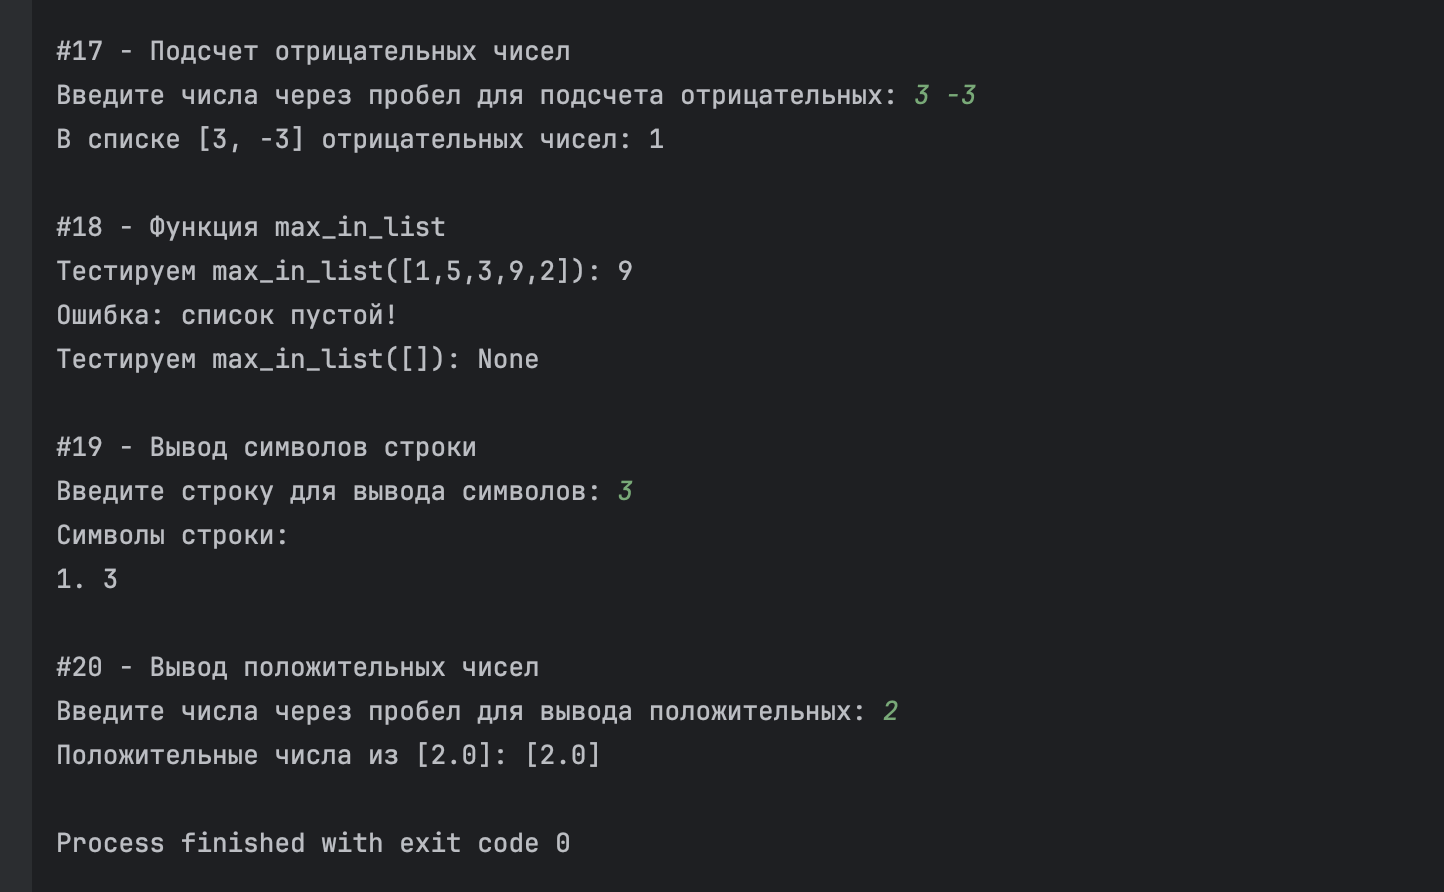 #17 - Подсчет отрицательных чисел
Введите числа через пробел для подсчета отрицательных: 3 -3
В списке [3, -3] отрицательных чисел: 1
#18 - Функция max_in_list
Тестируем max_in_list([1,5,3,9,2]): 9
Ошибка: список пустой!
Тестируем max_in_list([]): None
#19 - Вывод символов строки
Введите строку для вывода символов: 3
Символы строки:
1. 3
#20 - Вывод положительных чисел
Введите числа через пробел для вывода положительных: 2
Положительные числа из [2.0]: [2.0]
Process finished with exit code 0